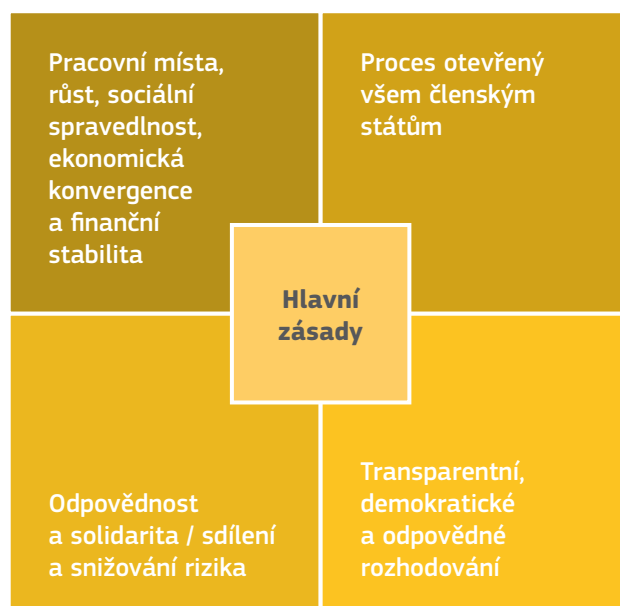 Pracovní místa,
růst, sociální
spravedlnost,
ekonomická
konvergence
a finanční
stabilita
Proces otevřený
všem členským
státům
Hlavní
zásady
Odpovědnost
a solidarita / sdílení
a snižování rizika
Transparentní,
demokratické
a odpovědné
rozhodování